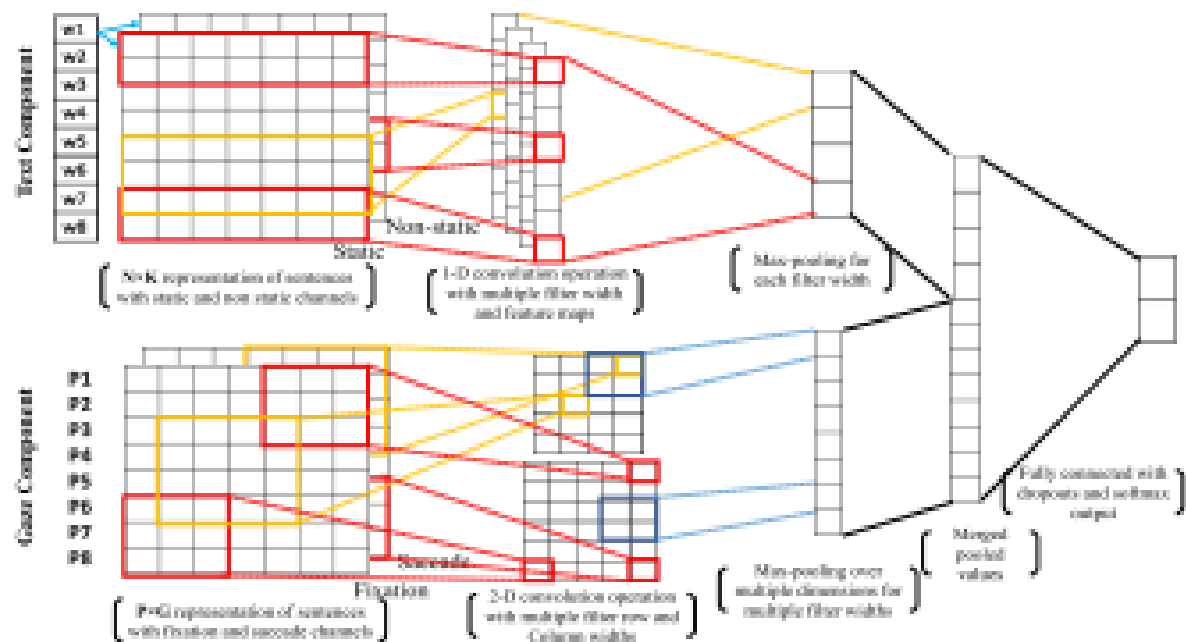 Text Component
w1
w2
w3
w4
w5
w6
w7
w8
Non-static
Static
N×K representation of sentences
with static and non static channels
1-D convolution operation
with multiple filter width
and feature maps
Max-pooling for
each filter width
Gaze Component
P1
P2
P3
P4
P5
P6
P7
P8
Saccade
Fixation
P×G representation of sentences
with fixation and saccade channels
2-D convolution operation
with multiple filter row and
Column widths
Max-pooling over
multiple dimensions for
multiple filter widths
Merged
pooled
values
Fully connected with
dropouts and softmax
output